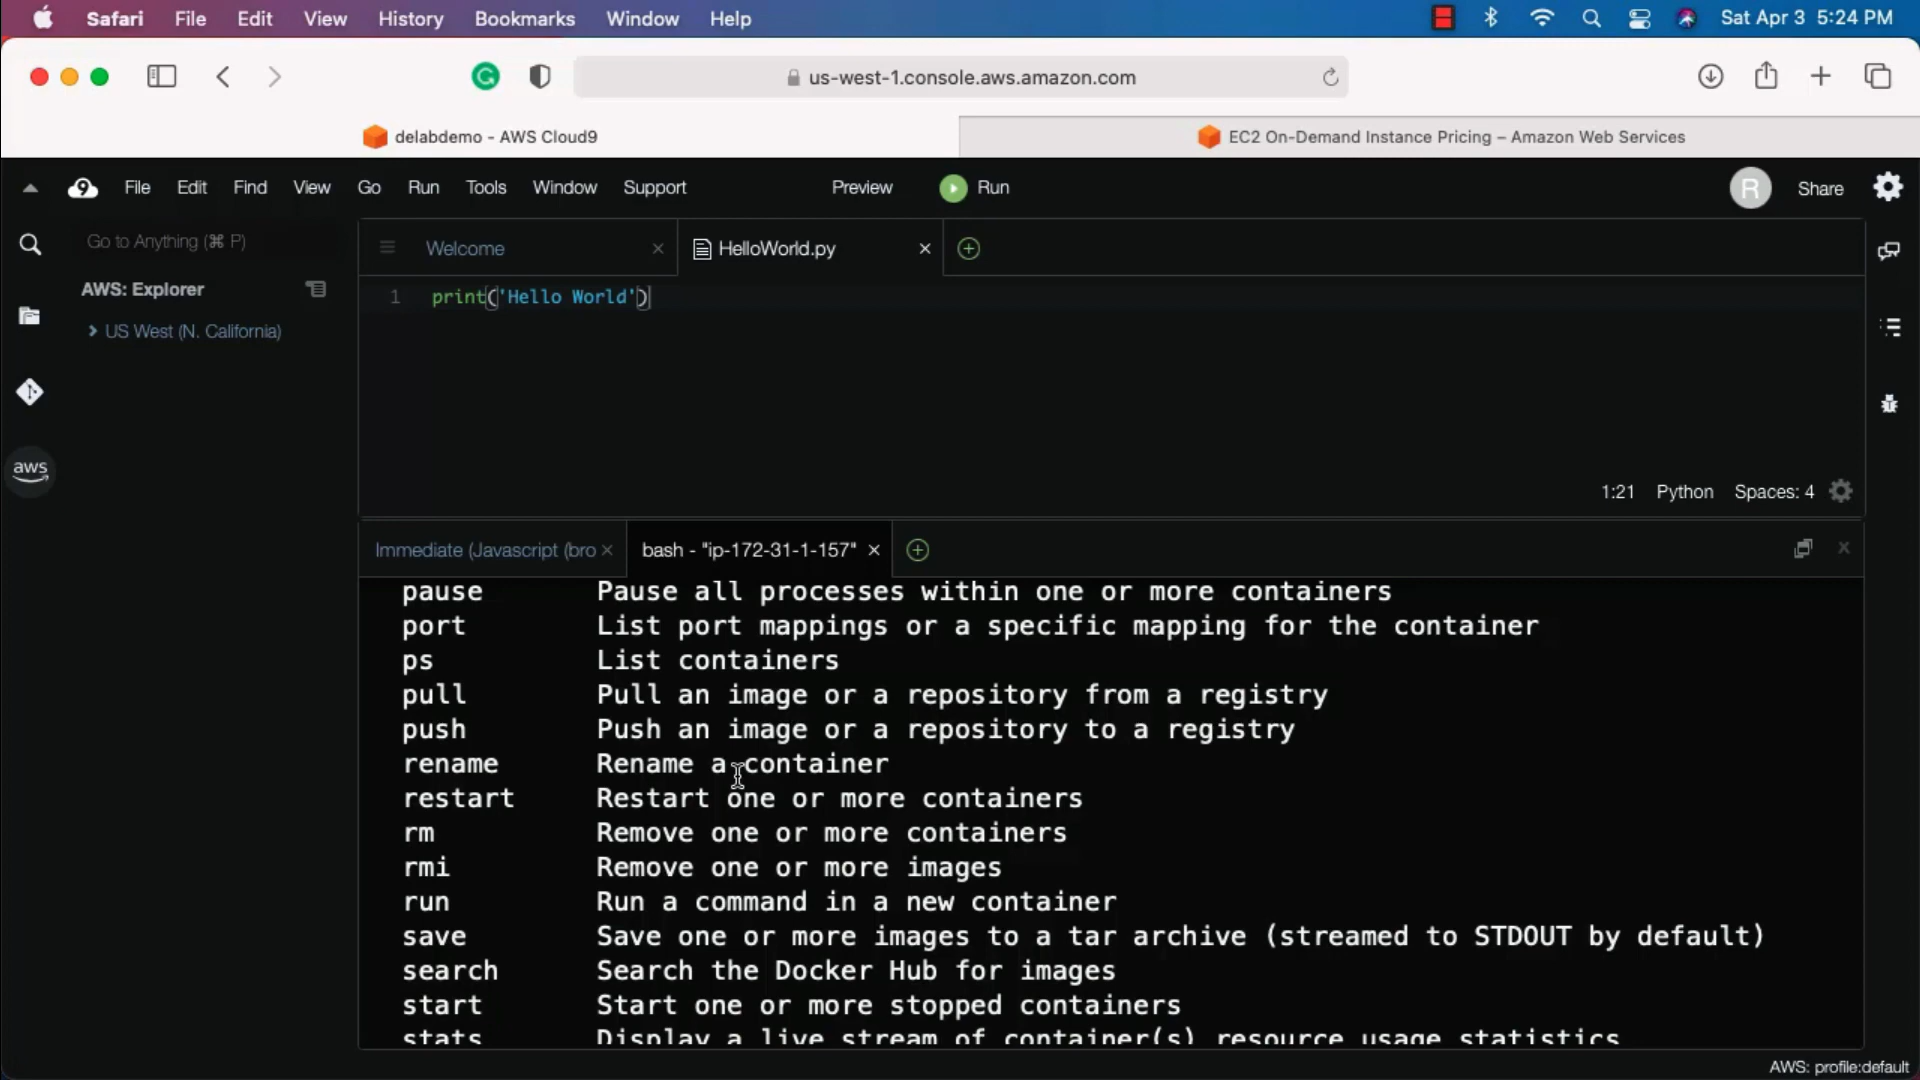 Safari File Edit View History Bookmarks Window Help Sat Apr 3 5:24 PM
us-west-1.console.aws.amazon.com
delabdemo - AWS Cloud9
EC2 On-Demand Instance Pricing – Amazon Web Services
9 File Edit Find View Go Run Tools Window Support Preview Run R Share
Go to Anything (⌘ P)
Welcome
HelloWorld.py
AWS: Explorer
1 print('Hello World')
US West (N. California)
aws
1:21 Python Spaces: 4
Immediate (Javascript (bro
bash - "ip-172-31-1-157"
pause Pause all processes within one or more containers
port List port mappings or a specific mapping for the container
ps List containers
pull Pull an image or a repository from a registry
push Push an image or a repository to a registry
rename Rename a container
restart Restart one or more containers
rm Remove one or more containers
rmi Remove one or more images
run Run a command in a new container
save Save one or more images to a tar archive (streamed to STDOUT by default)
search Search the Docker Hub for images
start Start one or more stopped containers
stats Display a live stream of container(s) resource usage statistics
AWS: profile:default